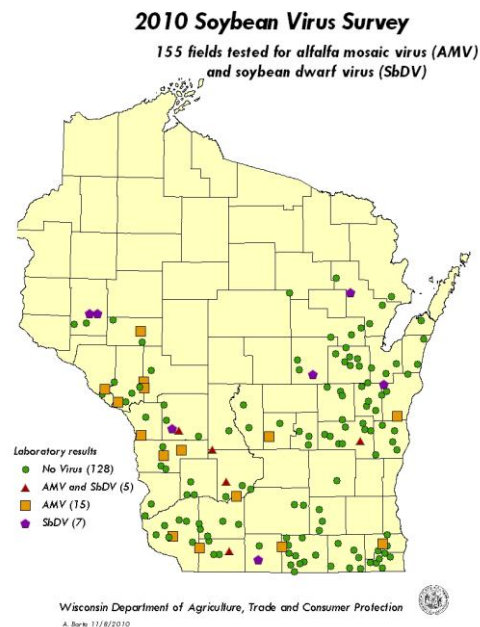 2010 Soybean Virus Survey
155 fields tested for alfalfa mosaic virus (AMV)
and soybean dwarf virus (SbDV)
Laboratory results
No Virus (128)
AMV and SbDV (5)
AMV (15)
SbDV (7)
Wisconsin Department of Agriculture, Trade and Consumer Protection
A. Barta 11/8/2010